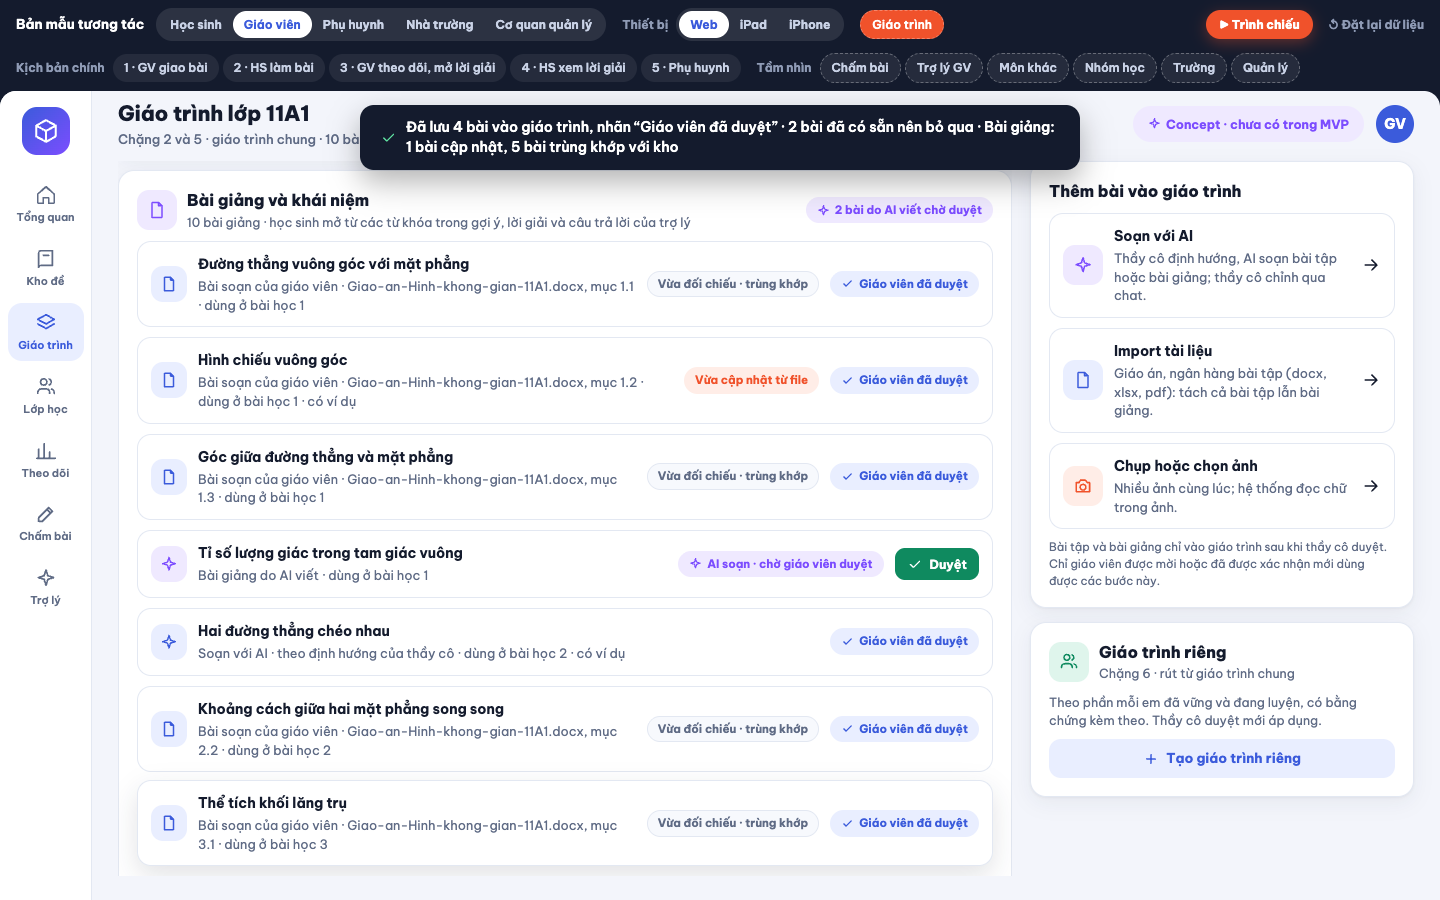 Bản mẫu tương tác
Học sinh
Giáo viên
Phụ huynh
Nhà trường
Cơ quan quản lý
Thiết bị
Web
iPad
iPhone
Giáo trình
Trình chiếu
Đặt lại dữ liệu
Kịch bản chính
1 · GV giao bài
2 · HS làm bài
3 · GV theo dõi, mở lời giải
4 · HS xem lời giải
5 · Phụ huynh
Tầm nhìn
Chấm bài
Trợ lý GV
Môn khác
Nhóm học
Trường
Quản lý
Tổng quan
Kho đề
Giáo trình
Lớp học
Theo dõi
Chấm bài
Trợ lý
Giáo trình lớp 11A1
Chặng 2 và 5 · giáo trình chung · 10 bà
Đã lưu 4 bài vào giáo trình, nhãn “Giáo viên đã duyệt” · 2 bài đã có sẵn nên bỏ qua · Bài giảng:
1 bài cập nhật, 5 bài trùng khớp với kho
Concept · chưa có trong MVP
GV
Bài giảng và khái niệm
10 bài giảng · học sinh mở từ các từ khóa trong gợi ý, lời giải và câu trả lời của trợ lý
2 bài do AI viết chờ duyệt
Đường thẳng vuông góc với mặt phẳng
Bài soạn của giáo viên · Giao-an-Hinh-khong-gian-11A1.docx, mục 1.1
· dùng ở bài học 1
Vừa đối chiếu · trùng khớp
Giáo viên đã duyệt
Hình chiếu vuông góc
Bài soạn của giáo viên · Giao-an-Hinh-khong-gian-11A1.docx, mục 1.2 ·
dùng ở bài học 1 · có ví dụ
Vừa cập nhật từ file
Giáo viên đã duyệt
Góc giữa đường thẳng và mặt phẳng
Bài soạn của giáo viên · Giao-an-Hinh-khong-gian-11A1.docx, mục
1.3 · dùng ở bài học 1
Vừa đối chiếu · trùng khớp
Giáo viên đã duyệt
Tỉ số lượng giác trong tam giác vuông
Bài giảng do AI viết · dùng ở bài học 1
AI soạn · chờ giáo viên duyệt
Duyệt
Hai đường thẳng chéo nhau
Soạn với AI · theo định hướng của thầy cô · dùng ở bài học 2 · có ví dụ
Giáo viên đã duyệt
Khoảng cách giữa hai mặt phẳng song song
Bài soạn của giáo viên · Giao-an-Hinh-khong-gian-11A1.docx, mục
2.2 · dùng ở bài học 2
Vừa đối chiếu · trùng khớp
Giáo viên đã duyệt
Thể tích khối lăng trụ
Bài soạn của giáo viên · Giao-an-Hinh-khong-gian-11A1.docx, mục
3.1 · dùng ở bài học 3
Vừa đối chiếu · trùng khớp
Giáo viên đã duyệt
Thêm bài vào giáo trình
Soạn với AI
Thầy cô định hướng, AI soạn bài tập
hoặc bài giảng; thầy cô chỉnh qua
chat.
Import tài liệu
Giáo án, ngân hàng bài tập (docx,
xlsx, pdf): tách cả bài tập lẫn bài
giảng.
Chụp hoặc chọn ảnh
Nhiều ảnh cùng lúc; hệ thống đọc chữ
trong ảnh.
Bài tập và bài giảng chỉ vào giáo trình sau khi thầy cô duyệt.
Chỉ giáo viên được mời hoặc đã được xác nhận mới dùng
được các bước này.
Giáo trình riêng
Chặng 6 · rút từ giáo trình chung
Theo phần mỗi em đã vững và đang luyện, có bằng
chứng kèm theo. Thầy cô duyệt mới áp dụng.
Tạo giáo trình riêng